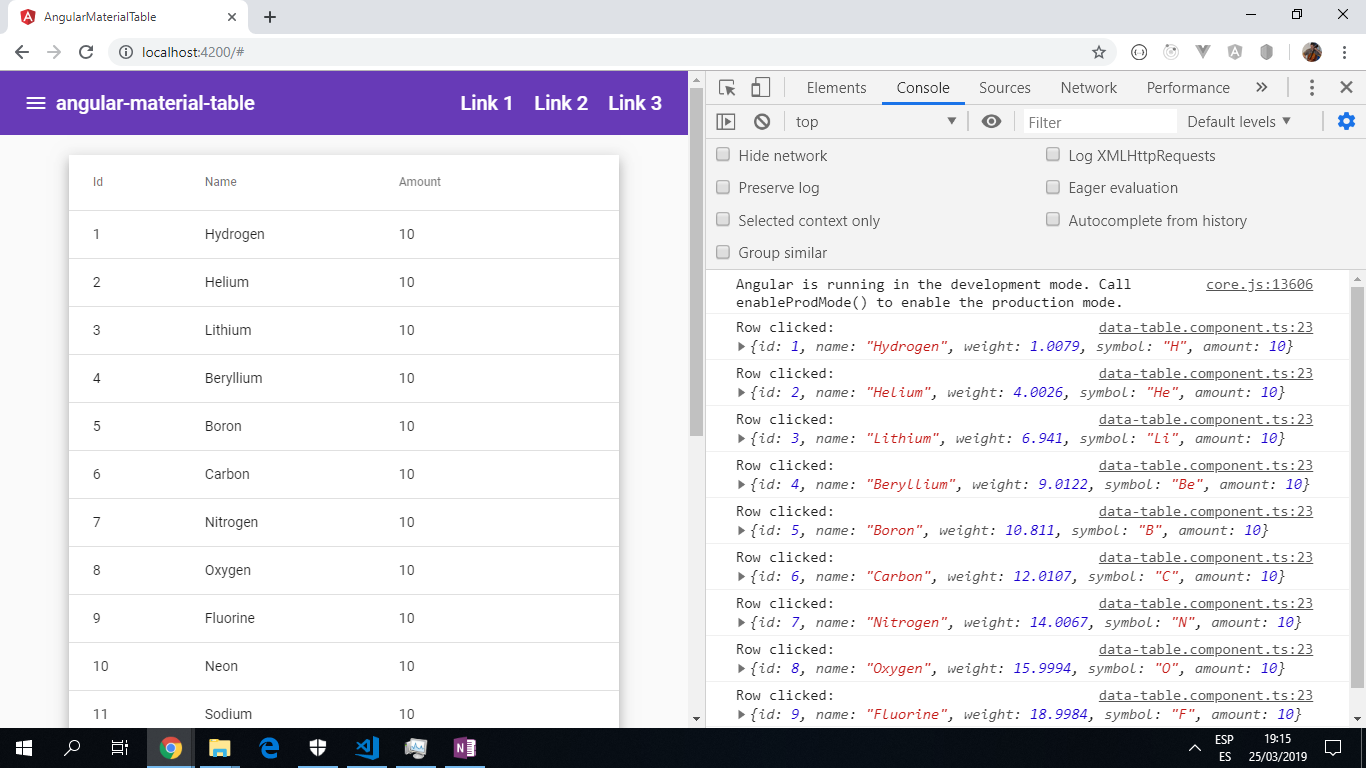 AngularMaterialTable
localhost:4200/#
angular-material-table
Link 1 Link 2 Link 3
Id Name Amount
1 Hydrogen 10
2 Helium 10
3 Lithium 10
4 Beryllium 10
5 Boron 10
6 Carbon 10
7 Nitrogen 10
8 Oxygen 10
9 Fluorine 10
10 Neon 10
11 Sodium 10
Elements Console Sources Network Performance
top Filter Default levels
Hide network Log XMLHttpRequests
Preserve log Eager evaluation
Selected context only Autocomplete from history
Group similar
Angular is running in the development mode. Call core.js:13606
enableProdMode() to enable the production mode.
Row clicked: data-table.component.ts:23
{id: 1, name: "Hydrogen", weight: 1.0079, symbol: "H", amount: 10}
Row clicked: data-table.component.ts:23
{id: 2, name: "Helium", weight: 4.0026, symbol: "He", amount: 10}
Row clicked: data-table.component.ts:23
{id: 3, name: "Lithium", weight: 6.941, symbol: "Li", amount: 10}
Row clicked: data-table.component.ts:23
{id: 4, name: "Beryllium", weight: 9.0122, symbol: "Be", amount: 10}
Row clicked: data-table.component.ts:23
{id: 5, name: "Boron", weight: 10.811, symbol: "B", amount: 10}
Row clicked: data-table.component.ts:23
{id: 6, name: "Carbon", weight: 12.0107, symbol: "C", amount: 10}
Row clicked: data-table.component.ts:23
{id: 7, name: "Nitrogen", weight: 14.0067, symbol: "N", amount: 10}
Row clicked: data-table.component.ts:23
{id: 8, name: "Oxygen", weight: 15.9994, symbol: "O", amount: 10}
Row clicked: data-table.component.ts:23
{id: 9, name: "Fluorine", weight: 18.9984, symbol: "F", amount: 10}
ESP 19:15
ES 25/03/2019